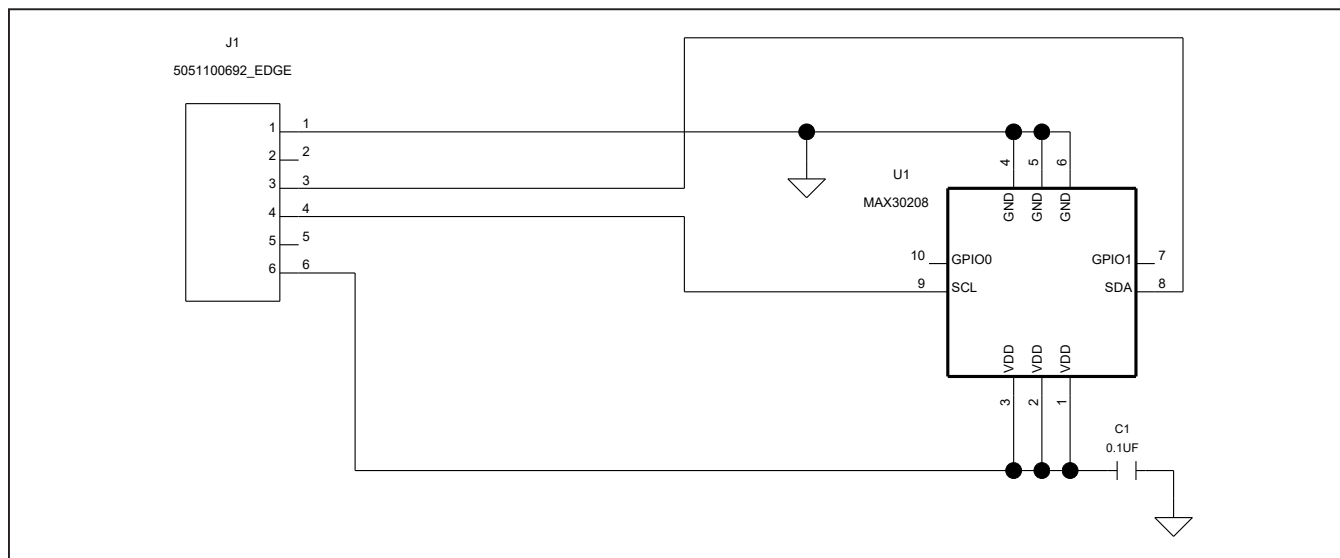 J1
5051100692_EDGE
1 1
2 2
3 3
4 4
5 5
6 6
U1
MAX30208
4 5 6
GND GND GND
10 GPIO0 GPIO1 7
9 SCL SDA 8
VDD VDD VDD
3 2 1
C1
0.1UF